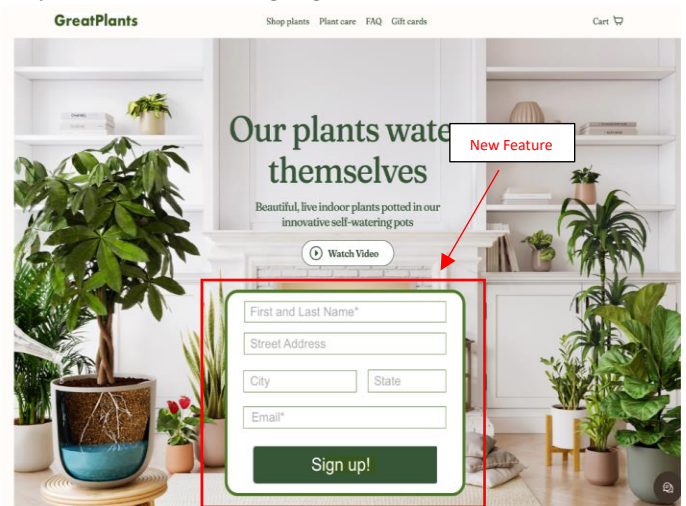 GreatPlants
Shop plants Plant care FAQ Gift cards
Cart
Our plants wate
themselves
New Feature
Beautiful, live indoor plants potted in our
innovative self-watering pots
Watch Video
First and Last Name*
Street Address
City State
Email*
Sign up!